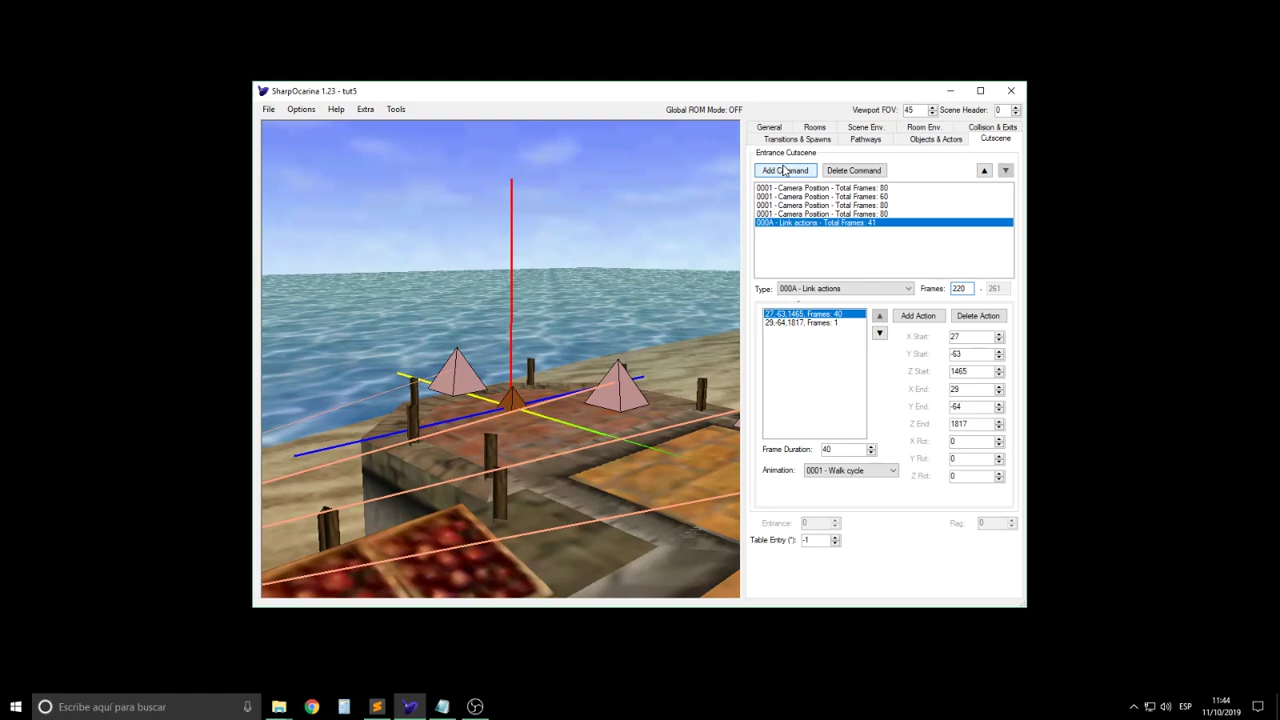 SharpOcarina 1.23 - tut5
File Options Help Extra Tools Global ROM Mode: OFF Viewport FOV: 45 Scene Header: 0
General Rooms Scene Env. Room Env. Collision & Exits
Transitions & Spawns Pathways Objects & Actors Cutscene
Entrance Cutscene
Add Command Delete Command
0001 - Camera Position - Total Frames: 80
0001 - Camera Position - Total Frames: 60
0001 - Camera Position - Total Frames: 80
0001 - Camera Position - Total Frames: 80
000A - Link actions - Total Frames: 41
Type: 000A - Link actions Frames: 220 - 261
27,-63,1465, Frames: 40 Add Action Delete Action
29,-64,1817, Frames: 1
X Start: 27
Y Start: -63
Z Start: 1465
X End: 29
Y End: -64
Z End: 1817
X Rot: 0
Frame Duration: 40
Y Rot: 0
Animation: 0001 - Walk cycle
Z Rot: 0
Entrance: 0 Flag: 0
Table Entry (*): -1
Escribe aquí para buscar
ESP
11:44
11/10/2019